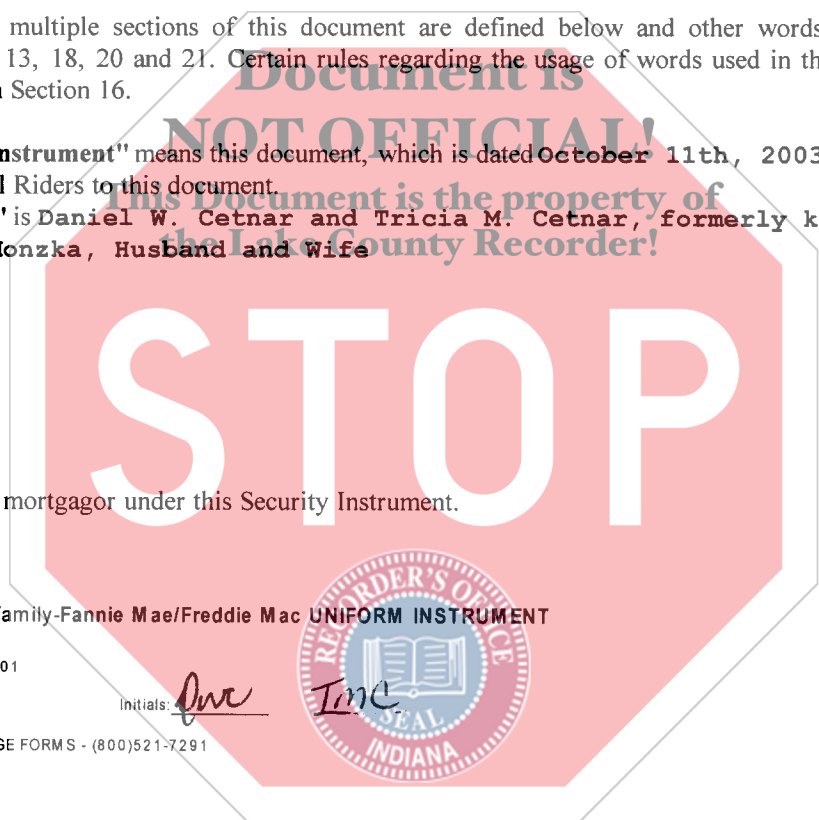 multiple sections of this document are defined below and other words
13, 18, 20 and 21. Certain rules regarding the usage of words used in th
Section 16.
Document is
NOT OFFICIAL!
nstrument" means this document, which is dated October 11th, 2003
l Riders to this document.
This Document is the property of
" is Daniel W. Cetnar and Tricia M. Cetnar, formerly k
the Lake County Recorder!
onzka, Husband and Wife
STOP
mortgagor under this Security Instrument.
amily-Fannie Mae/Freddie Mac UNIFORM INSTRUMENT
01
Initials: DWC TMC
GE FORMS - (800)521-7291
RECORDER'S OFFICE
SEAL
INDIANA